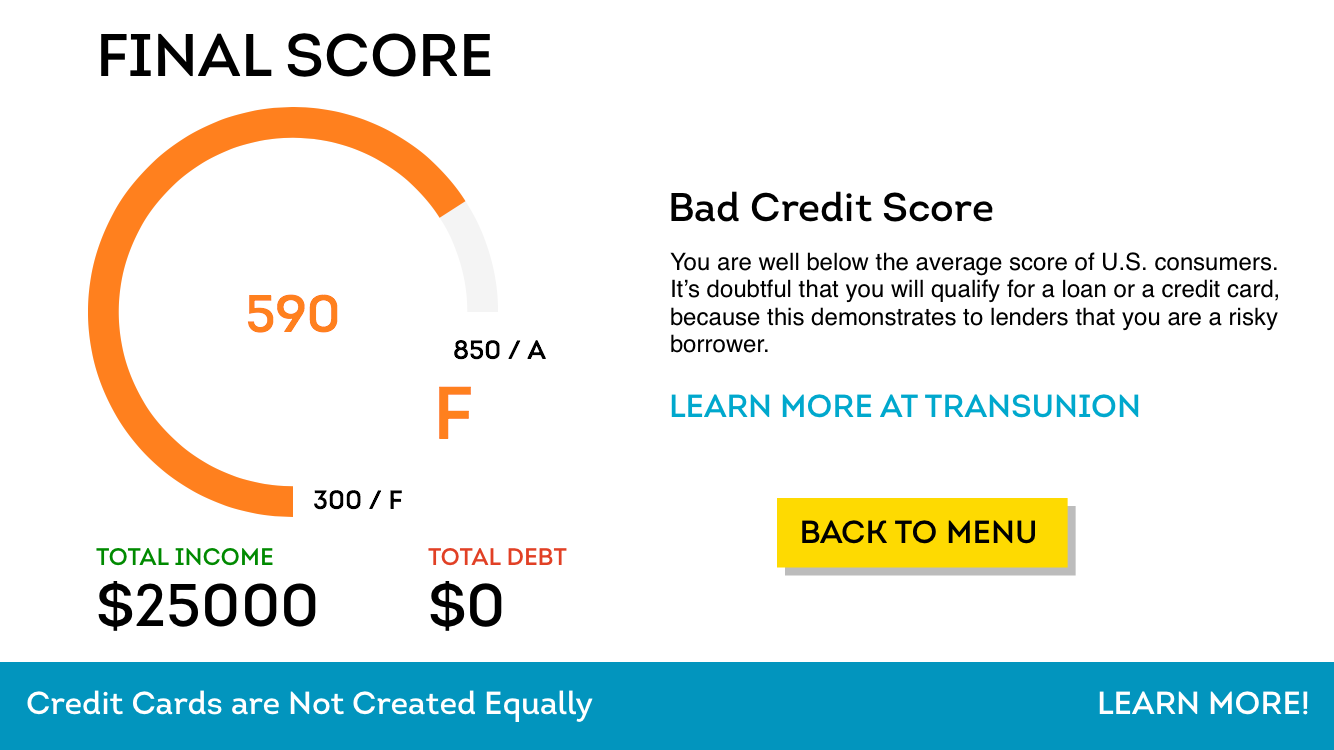 FINAL SCORE
590
850 / A
F
300 / F
TOTAL INCOME
$25000
TOTAL DEBT
$0
Bad Credit Score
You are well below the average score of U.S. consumers.
It’s doubtful that you will qualify for a loan or a credit card,
because this demonstrates to lenders that you are a risky
borrower.
LEARN MORE AT TRANSUNION
BACK TO MENU
Credit Cards are Not Created Equally
LEARN MORE!